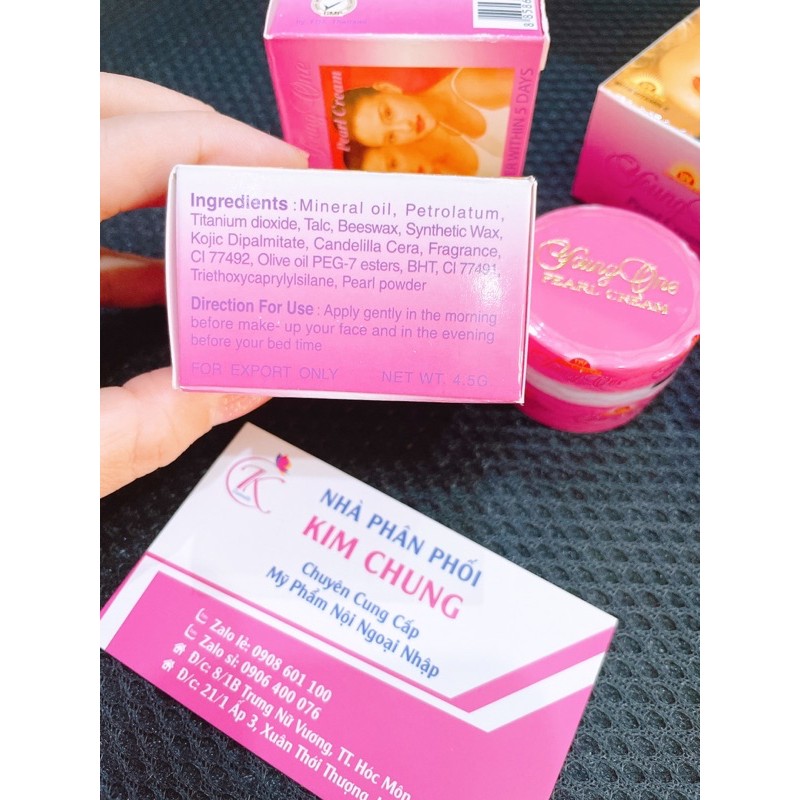 Young One
Pearl Cream
WITHIN 5 DAYS
Ingredients : Mineral oil, Petrolatum,
Titanium dioxide, Talc, Beeswax, Synthetic Wax,
Kojic Dipalmitate, Candelilla Cera, Fragrance,
CI 77492, Olive oil PEG-7 esters, BHT, CI 77491,
Triethoxycaprylylsilane, Pearl powder
Direction For Use : Apply gently in the morning
before make- up your face and in the evening
before your bed time
FOR EXPORT ONLY NET WT. 4.5G.
Young One
PEARL CREAM
K
NHÀ PHÂN PHỐI
KIM CHUNG
Chuyên Cung Cấp
Mỹ Phẩm Nội Ngoại Nhập
Zalo lẻ: 0908 601 100
Zalo sỉ: 0906 400 076
Đ/c: 8/1B Trưng Nữ Vương, TT. Hóc Môn
Đ/c: 21/1 Ấp 3, Xuân Thới Thượng,